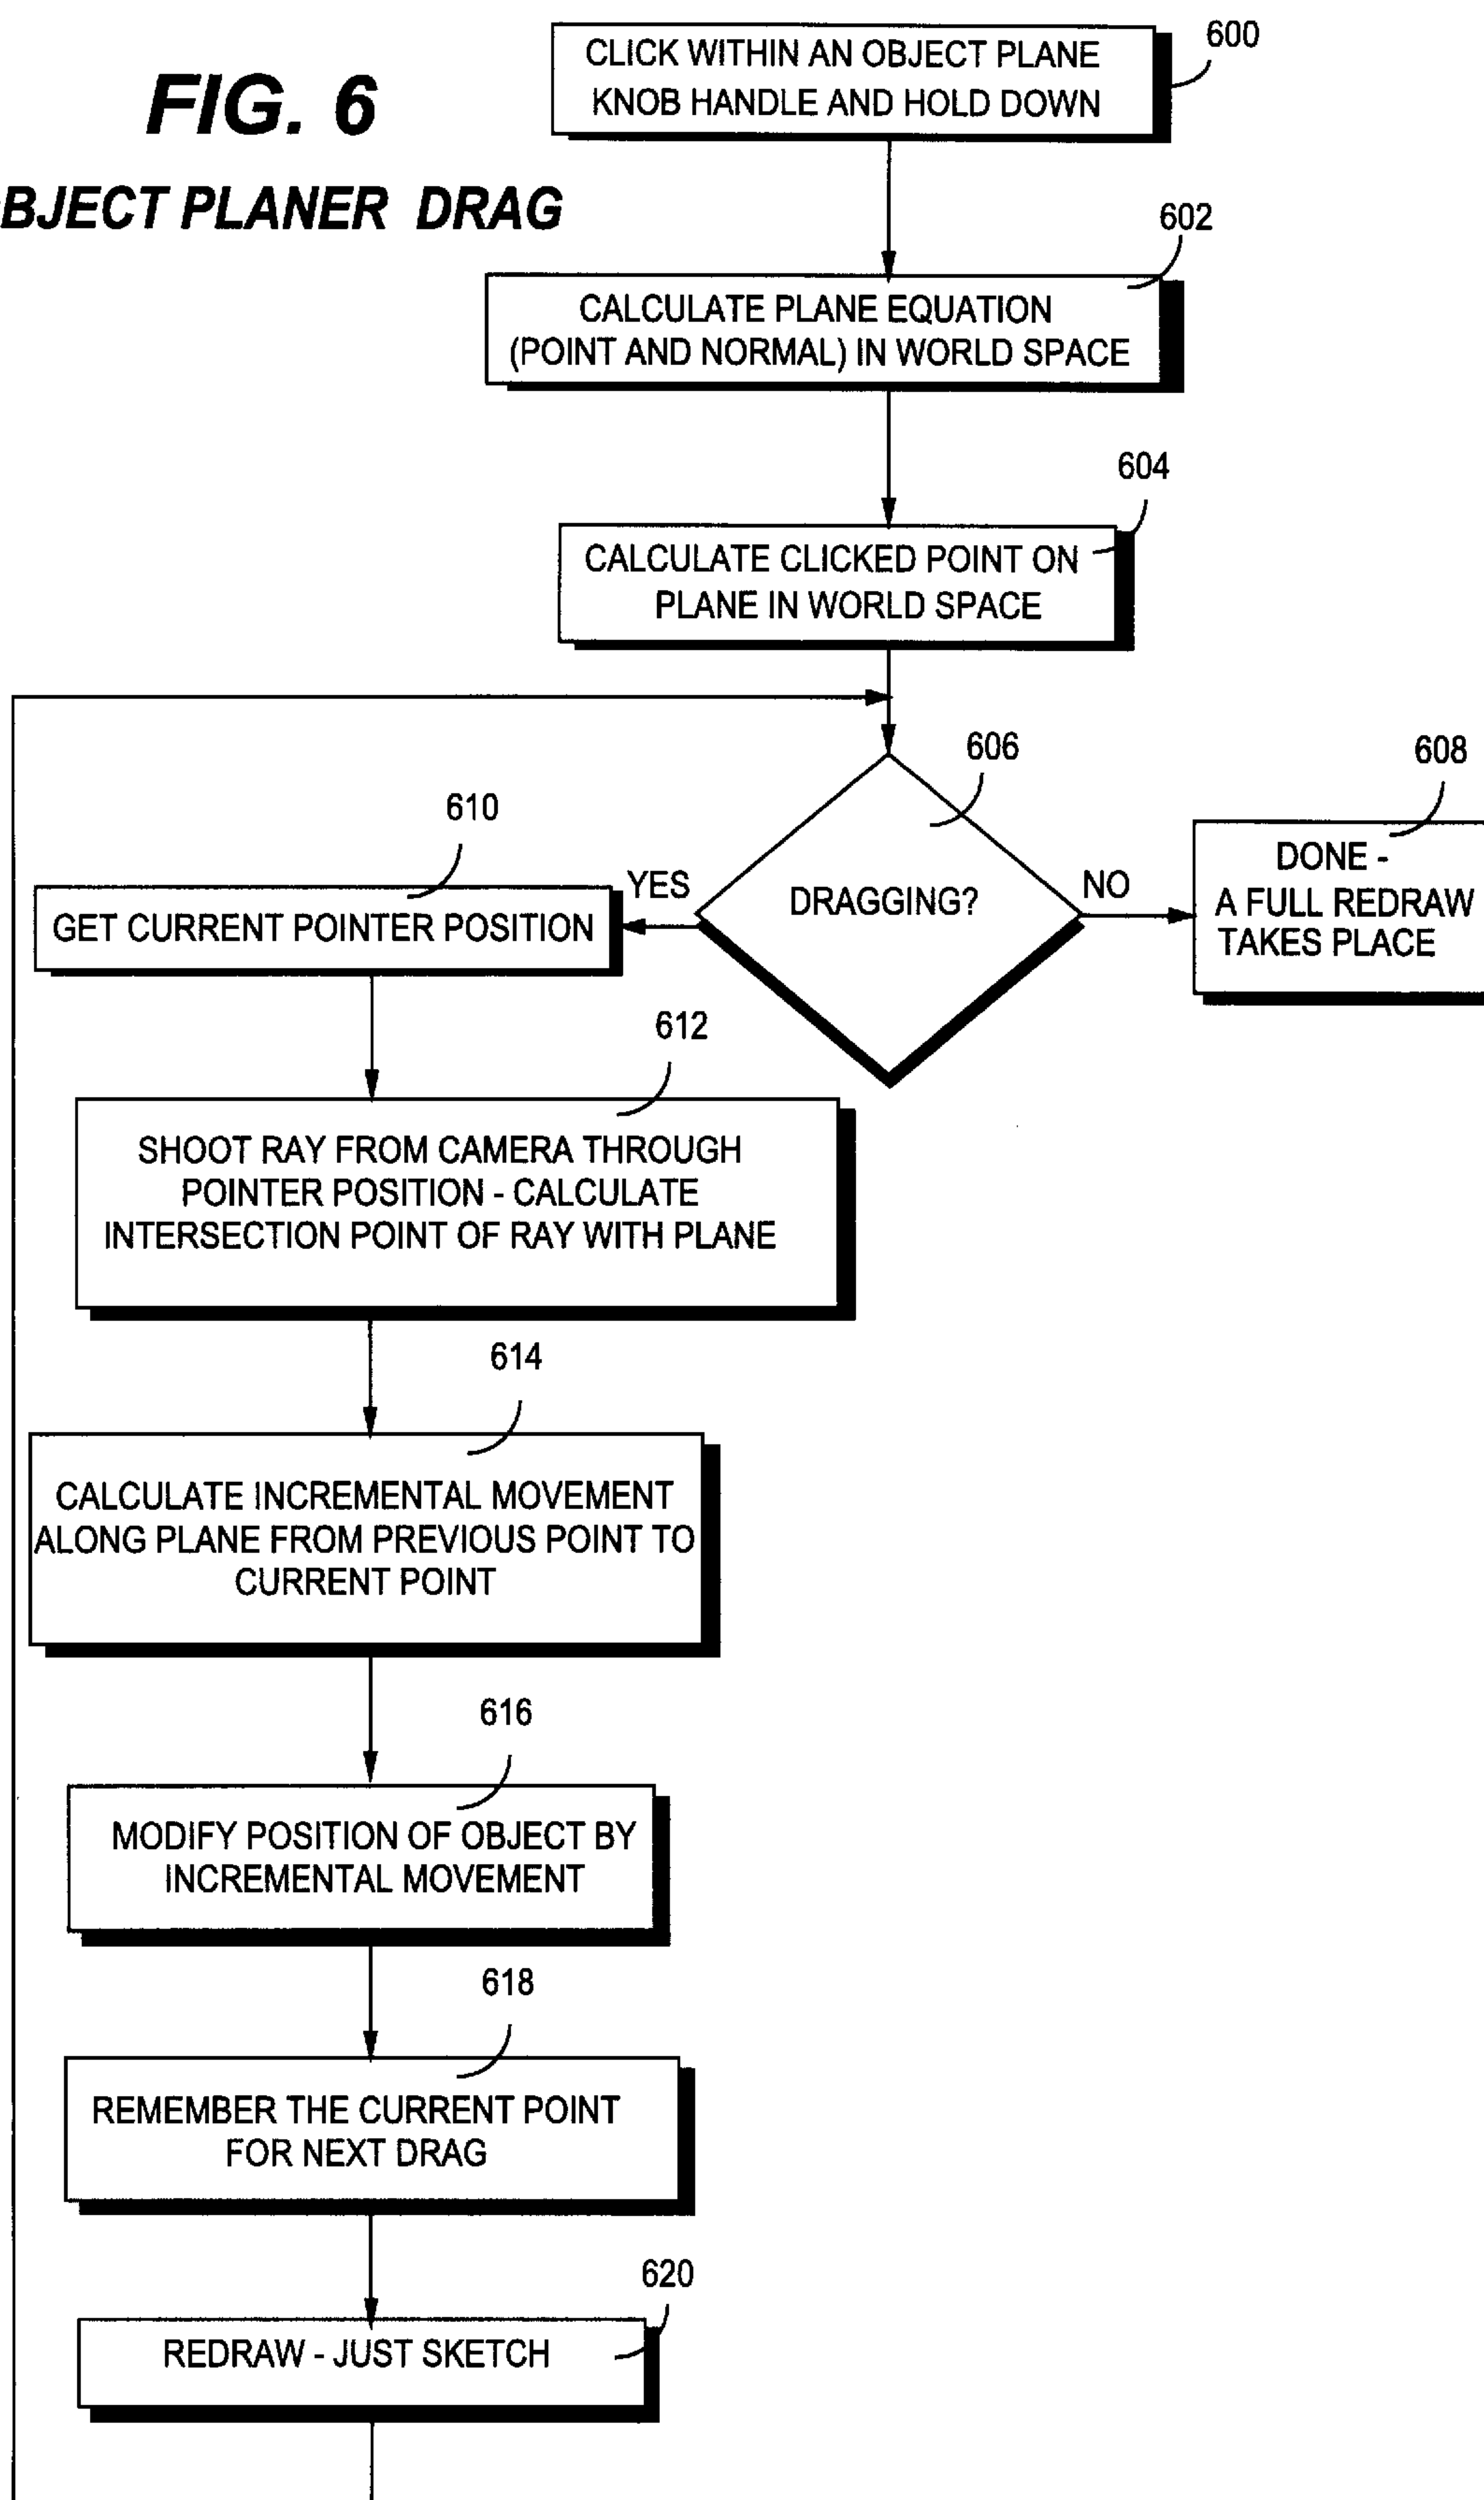 FIG. 6
BJECT PLANER DRAG
600
CLICK WITHIN AN OBJECT PLANE
KNOB HANDLE AND HOLD DOWN
602
CALCULATE PLANE EQUATION
(POINT AND NORMAL) IN WORLD SPACE
604
CALCULATE CLICKED POINT ON
PLANE IN WORLD SPACE
606
DRAGGING?
YES
NO
608
DONE -
A FULL REDRAW
TAKES PLACE
610
GET CURRENT POINTER POSITION
612
SHOOT RAY FROM CAMERA THROUGH
POINTER POSITION - CALCULATE
INTERSECTION POINT OF RAY WITH PLANE
614
CALCULATE INCREMENTAL MOVEMENT
ALONG PLANE FROM PREVIOUS POINT TO
CURRENT POINT
616
MODIFY POSITION OF OBJECT BY
INCREMENTAL MOVEMENT
618
REMEMBER THE CURRENT POINT
FOR NEXT DRAG
620
REDRAW - JUST SKETCH